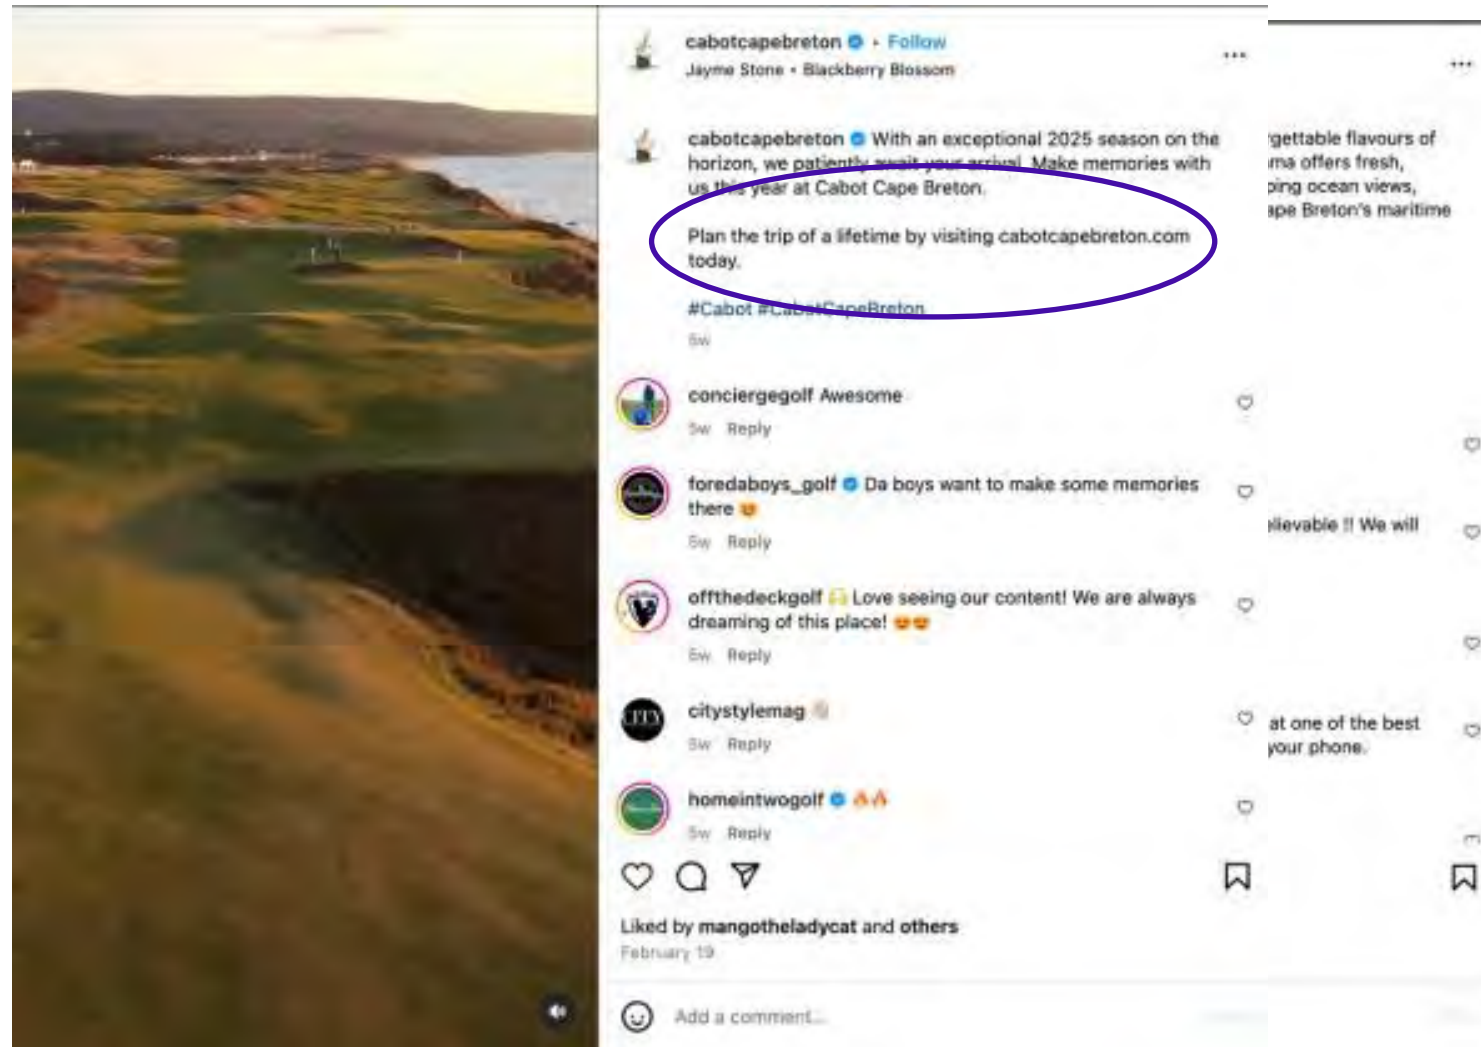 cabotcapebreton • Follow
Jayme Stone • Blackberry Blossom
cabotcapebreton With an exceptional 2025 season on the
horizon, we patiently await your arrival. Make memories with
us this year at Cabot Cape Breton.
Plan the trip of a lifetime by visiting cabotcapebreton.com
today.
#Cabot #CabotCapeBreton
5w
conciergegolf Awesome
5w Reply
foredaboys_golf Da boys want to make some memories
there 😍
5w Reply
offthedeckgolf 🙌 Love seeing our content! We are always
dreaming of this place! 😍😍
5w Reply
CITY
citystylemag 👏🏻
5w Reply
homeintwogolf 🔥🔥
5w Reply
Liked by mangotheladycat and others
February 19
Add a comment...
rgettable flavours of
ma offers fresh,
ping ocean views,
ape Breton's maritime
elievable !! We will
at one of the best
your phone.